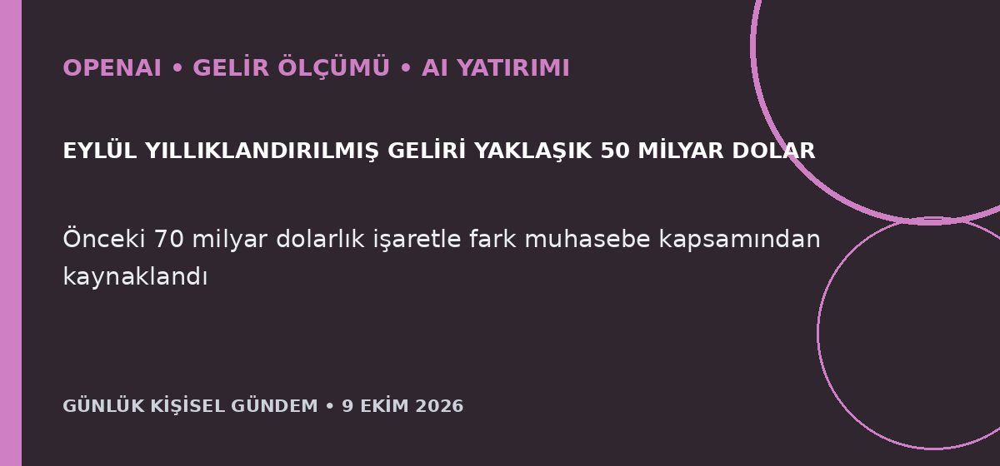 OPENAI • GELİR ÖLÇÜMÜ • AI YATIRIMI
EYLÜL YILLIKLANDIRILMIŞ GELİRİ YAKLAŞIK 50 MİLYAR DOLAR
Önceki 70 milyar dolarlık işaretle fark muhasebe kapsamından
kaynaklandı
GÜNLÜK KİŞİSEL GÜNDEM • 9 EKİM 2026